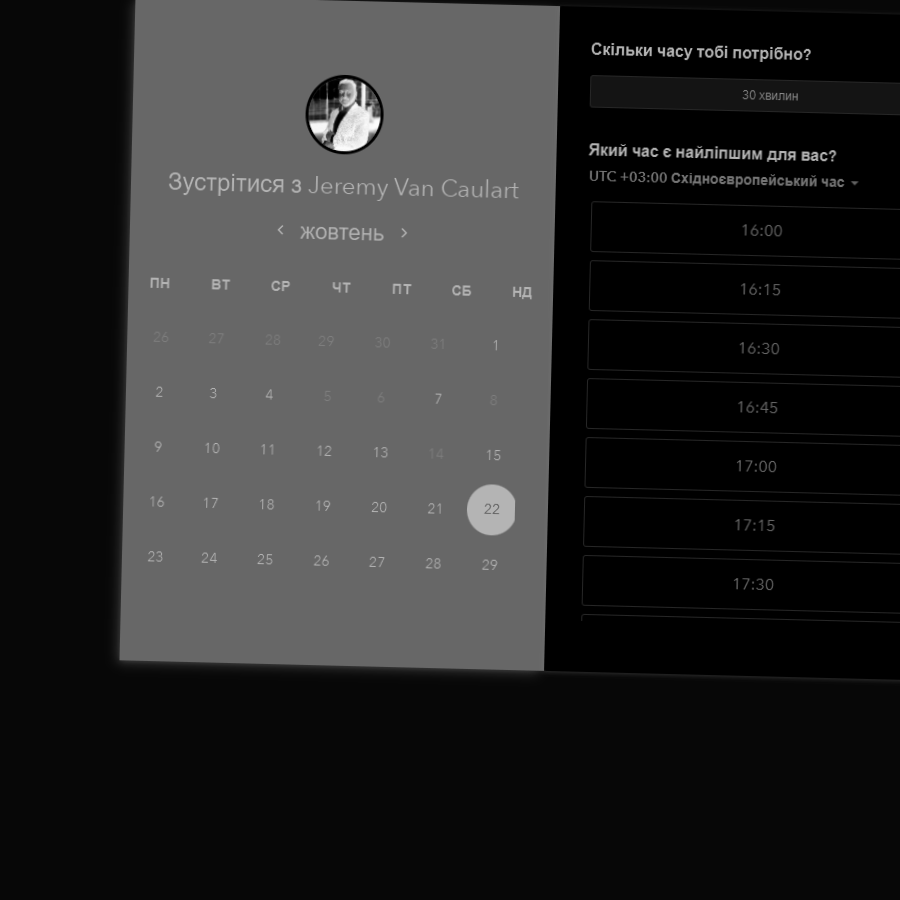 Зустрітися з Jeremy Van Caulart
жовтень
ПН ВТ СР ЧТ ПТ СБ НД
26 27 28 29 30 31 1
2 3 4 5 6 7 8
9 10 11 12 13 14 15
16 17 18 19 20 21 22
23 24 25 26 27 28 29
Скільки часу тобі потрібно?
30 хвилин
Який час є найліпшим для вас?
UTC +03:00 Східноєвропейський час
16:00
16:15
16:30
16:45
17:00
17:15
17:30